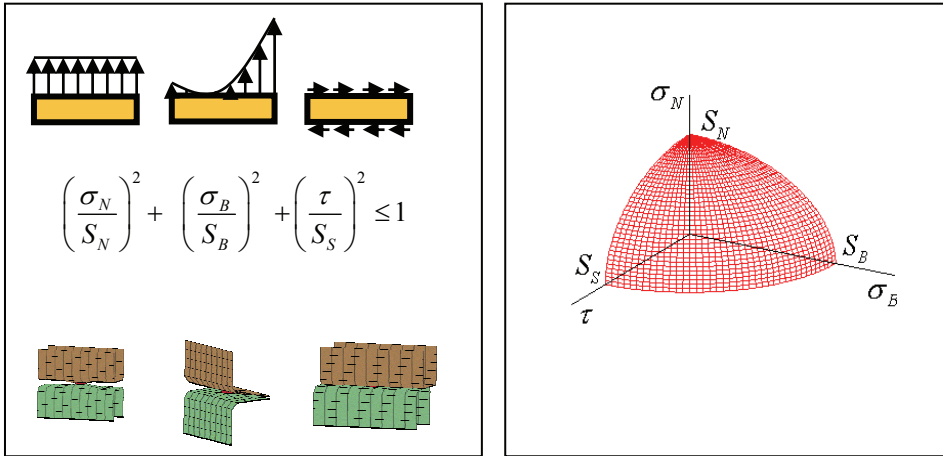 (σ_N/S_N)² + (σ_B/S_B)² + (τ/S_S)² ≤ 1
σ_N
S_N
S_S
S_B
τ
σ_B